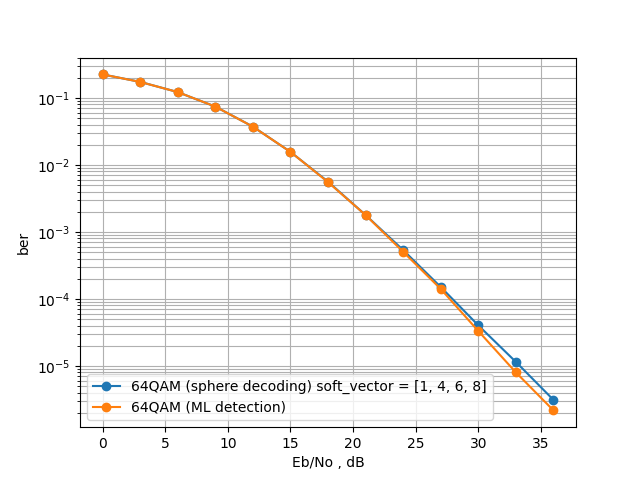 10⁻¹
10⁻²
10⁻³
10⁻⁴
10⁻⁵
ber
64QAM (sphere decoding) soft_vector = [1, 4, 6, 8]
64QAM (ML detection)
0 5 10 15 20 25 30 35
Eb/No , dB